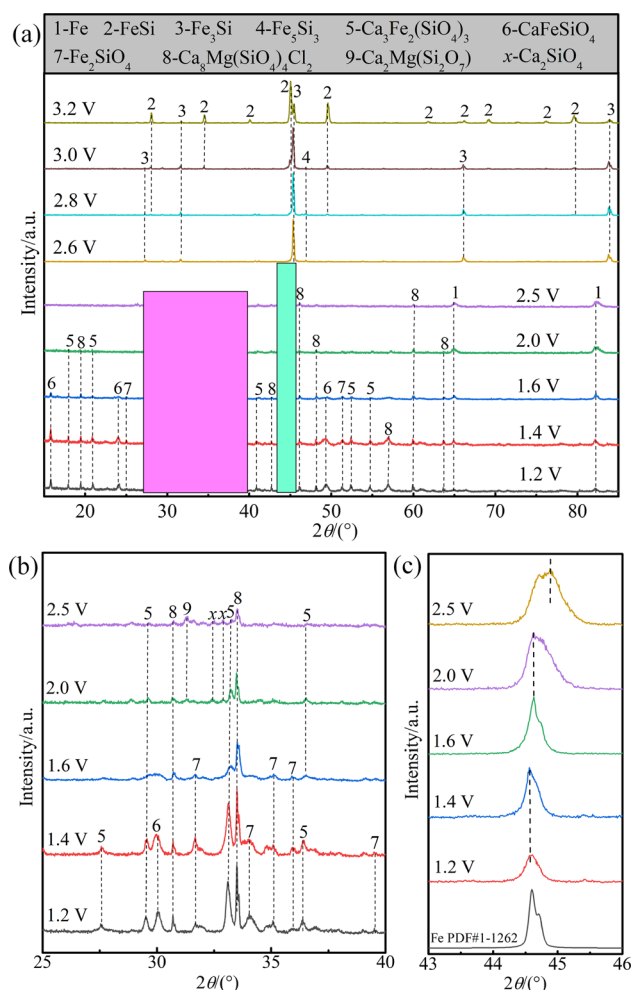 (a)
1-Fe 2-FeSi 3-Fe₃Si 4-Fe₅Si₃ 5-Ca₃Fe₂(SiO₄)₃ 6-CaFeSiO₄
7-Fe₂SiO₄ 8-Ca₈Mg(SiO₄)₄Cl₂ 9-Ca₂Mg(Si₂O₇) x-Ca₂SiO₄
2 3
3.2 V 2 3 2 2 2 2 2 2 2 2 3
3.0 V 3 4 3
2.8 V
2.6 V
8 8 1 2.5 V 1
5 8 5 8 8 2.0 V
6 6 7 5 8 6 7 5 5 1.6 V
8 1.4 V
1.2 V
Intensity/a.u.
20 30 40 50 60 70 80
2θ/(°)
(b)
2.5 V 5 8 9 x x 5 8 5
2.0 V
1.6 V 7 7 7
1.4 V 5 6 7 5 7
1.2 V
Intensity/a.u.
25 30 35 40
2θ/(°)
(c)
2.5 V
2.0 V
1.6 V
1.4 V
1.2 V
Fe PDF#1-1262
Intensity/a.u.
43 44 45 46
2θ/(°)